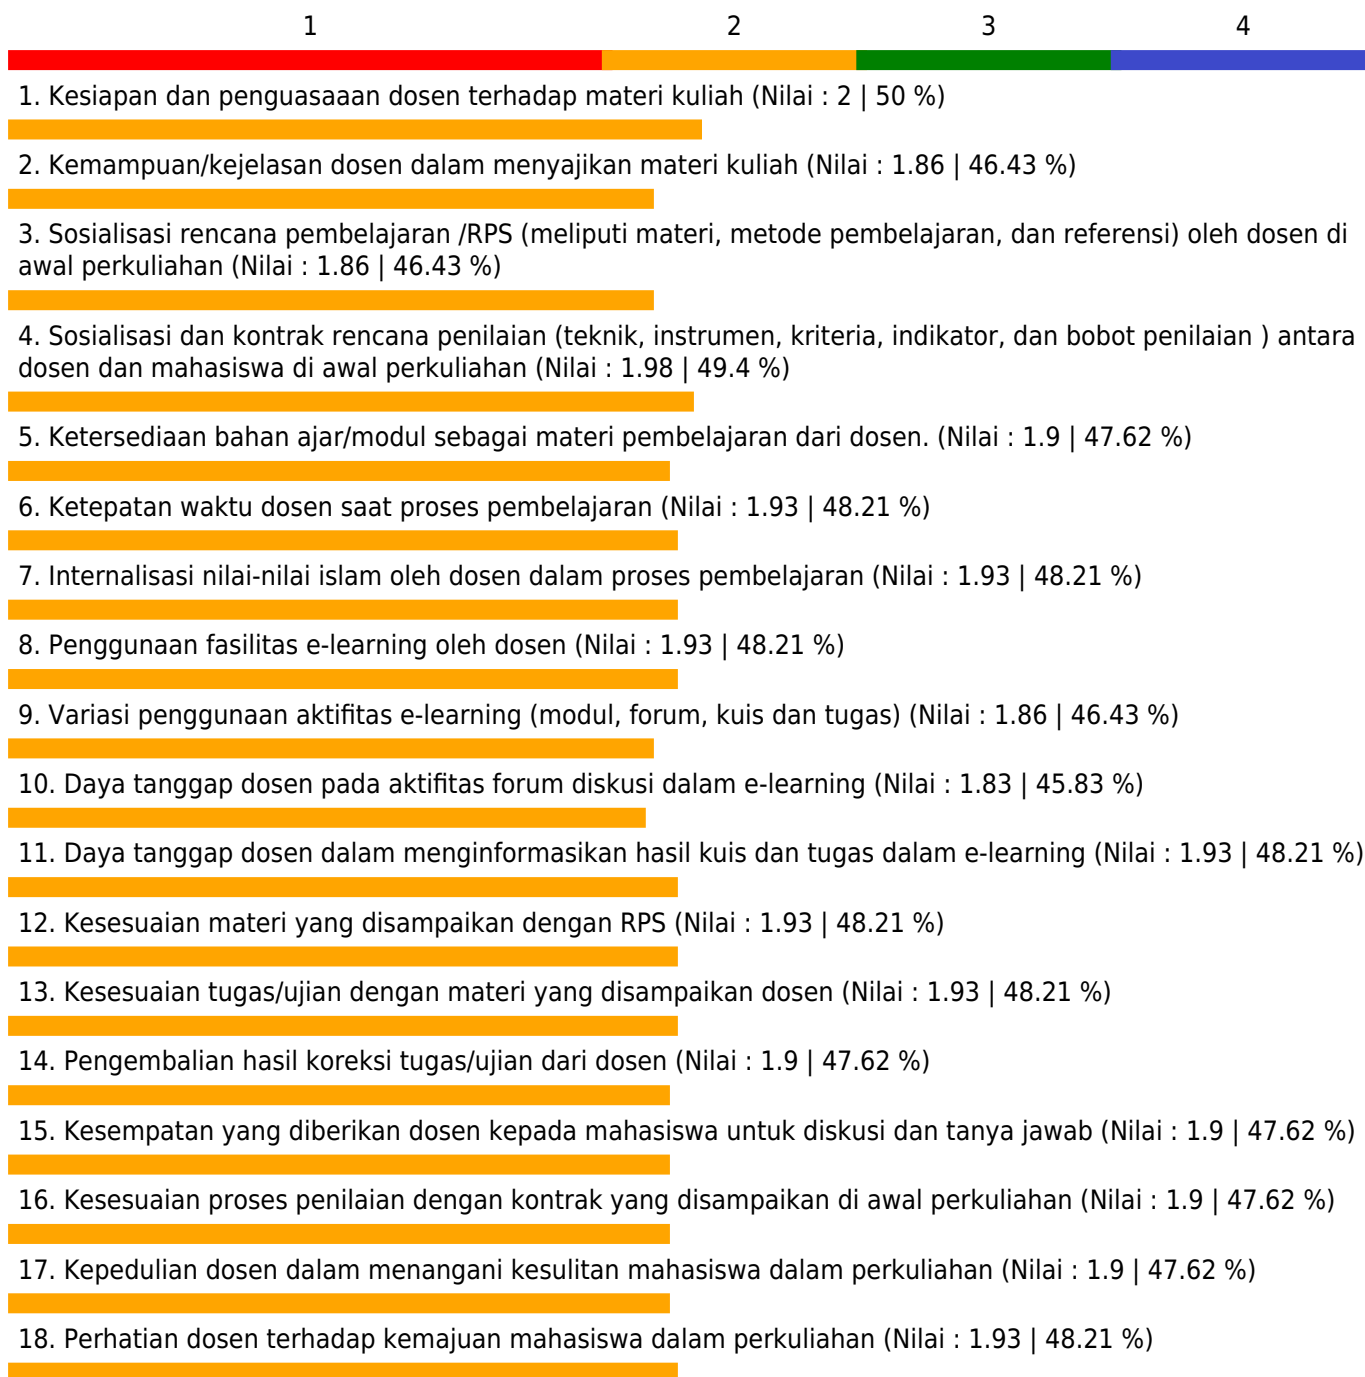 1 2 3 4
1. Kesiapan dan penguasaaan dosen terhadap materi kuliah (Nilai : 2 | 50 %)
2. Kemampuan/kejelasan dosen dalam menyajikan materi kuliah (Nilai : 1.86 | 46.43 %)
3. Sosialisasi rencana pembelajaran /RPS (meliputi materi, metode pembelajaran, dan referensi) oleh dosen di
awal perkuliahan (Nilai : 1.86 | 46.43 %)
4. Sosialisasi dan kontrak rencana penilaian (teknik, instrumen, kriteria, indikator, dan bobot penilaian ) antara
dosen dan mahasiswa di awal perkuliahan (Nilai : 1.98 | 49.4 %)
5. Ketersediaan bahan ajar/modul sebagai materi pembelajaran dari dosen. (Nilai : 1.9 | 47.62 %)
6. Ketepatan waktu dosen saat proses pembelajaran (Nilai : 1.93 | 48.21 %)
7. Internalisasi nilai-nilai islam oleh dosen dalam proses pembelajaran (Nilai : 1.93 | 48.21 %)
8. Penggunaan fasilitas e-learning oleh dosen (Nilai : 1.93 | 48.21 %)
9. Variasi penggunaan aktifitas e-learning (modul, forum, kuis dan tugas) (Nilai : 1.86 | 46.43 %)
10. Daya tanggap dosen pada aktifitas forum diskusi dalam e-learning (Nilai : 1.83 | 45.83 %)
11. Daya tanggap dosen dalam menginformasikan hasil kuis dan tugas dalam e-learning (Nilai : 1.93 | 48.21 %)
12. Kesesuaian materi yang disampaikan dengan RPS (Nilai : 1.93 | 48.21 %)
13. Kesesuaian tugas/ujian dengan materi yang disampaikan dosen (Nilai : 1.93 | 48.21 %)
14. Pengembalian hasil koreksi tugas/ujian dari dosen (Nilai : 1.9 | 47.62 %)
15. Kesempatan yang diberikan dosen kepada mahasiswa untuk diskusi dan tanya jawab (Nilai : 1.9 | 47.62 %)
16. Kesesuaian proses penilaian dengan kontrak yang disampaikan di awal perkuliahan (Nilai : 1.9 | 47.62 %)
17. Kepedulian dosen dalam menangani kesulitan mahasiswa dalam perkuliahan (Nilai : 1.9 | 47.62 %)
18. Perhatian dosen terhadap kemajuan mahasiswa dalam perkuliahan (Nilai : 1.93 | 48.21 %)